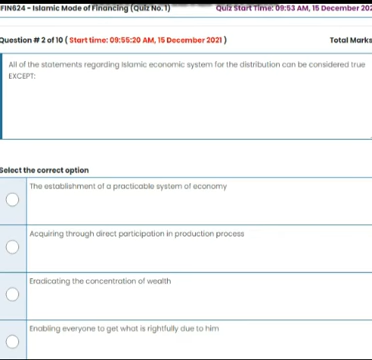 FIN624 - Islamic Mode of Financing (Quiz No. 1) Quiz Start Time: 09:53 AM, 15 December 202
Question # 2 of 10 ( Start time: 09:55:20 AM, 15 December 2021 ) Total Marks
All of the statements regarding Islamic economic system for the distribution can be considered true
EXCEPT:
Select the correct option
The establishment of a practicable system of economy
Acquiring through direct participation in production process
Eradicating the concentration of wealth
Enabling everyone to get what is rightfully due to him